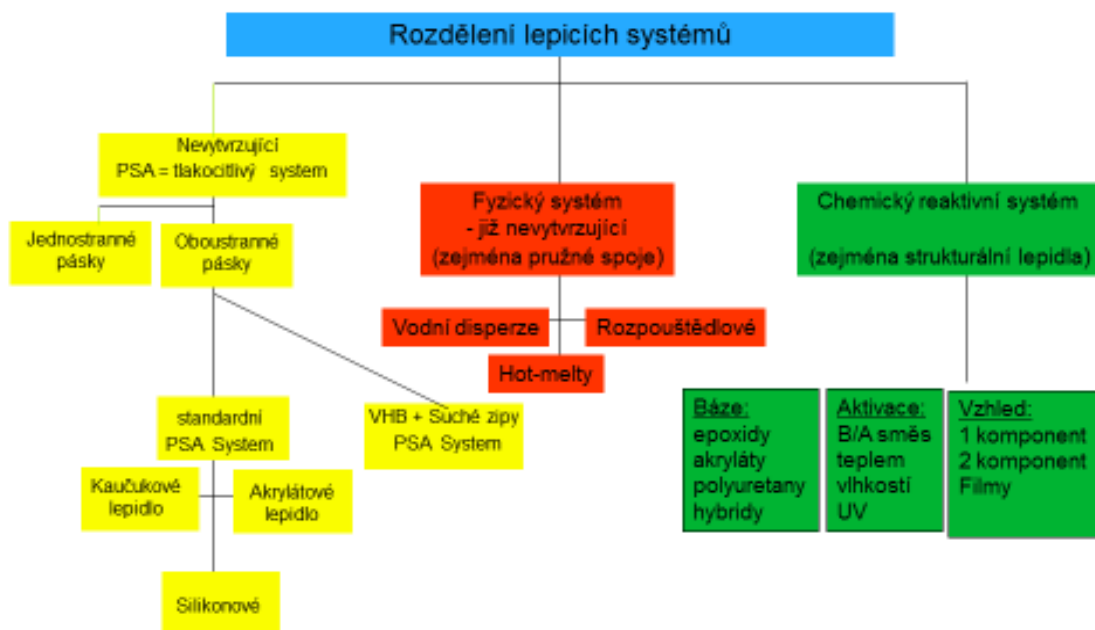 Rozdělení lepicích systémů
Nevytvrzující
PSA = tlakocitlivý system
Jednostranné
pásky
Oboustranné
pásky
standardní
PSA System
VHB + Suché zipy
PSA System
Kaučukové
lepidlo
Akrylátové
lepidlo
Silikonové
Fyzický systém
- již nevytvrzující
(zejména pružné spoje)
Vodní disperze
Rozpouštědlové
Hot-melty
Chemický reaktivní systém
(zejména strukturální lepidla)
Báze:
epoxidy
akryláty
polyuretany
hybridy
Aktivace:
B/A směs
teplem
vlhkostí
UV
Vzhled:
1 komponent
2 komponent
Filmy